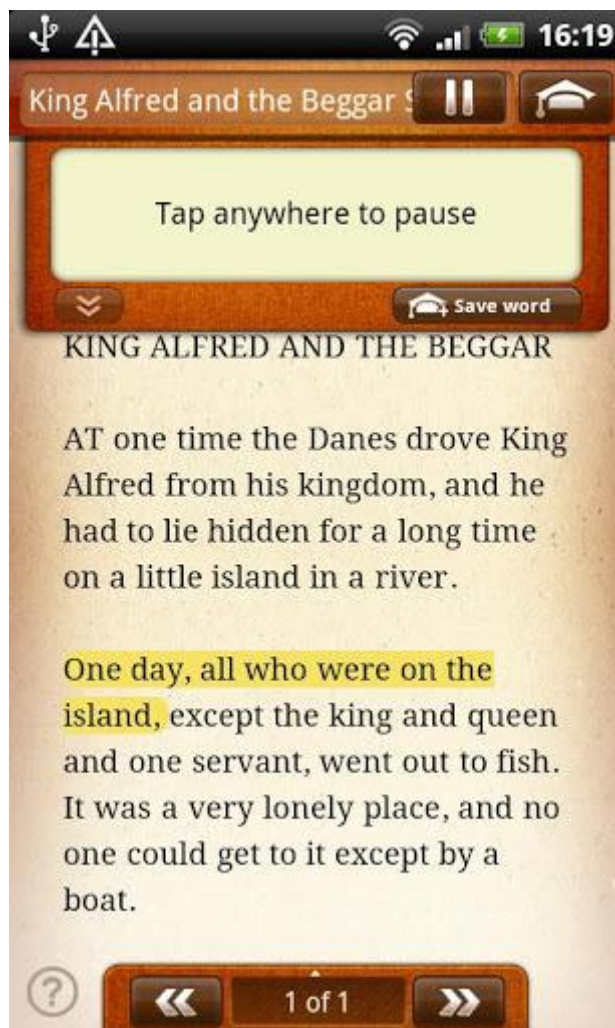 16:19
King Alfred and the Beggar
Tap anywhere to pause
Save word
KING ALFRED AND THE BEGGAR
AT one time the Danes drove King
Alfred from his kingdom, and he
had to lie hidden for a long time
on a little island in a river.
One day, all who were on the
island, except the king and queen
and one servant, went out to fish.
It was a very lonely place, and no
one could get to it except by a
boat.
?
1 of 1